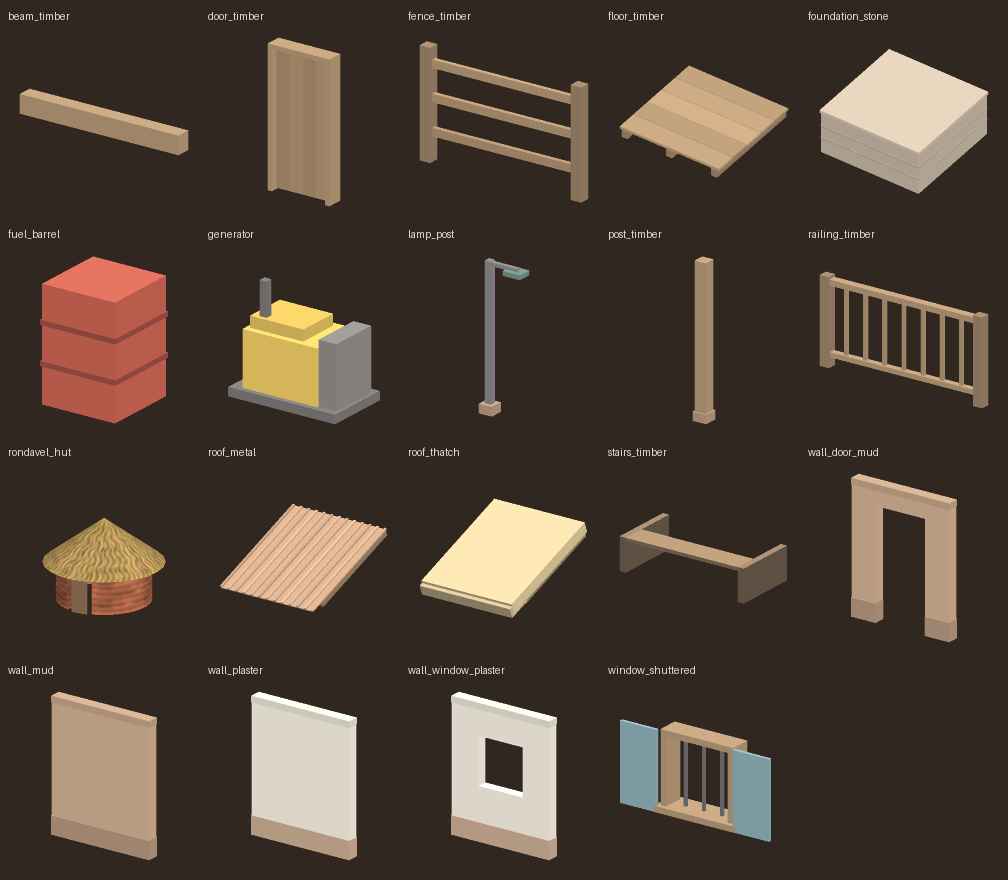 beam_timber
door_timber
fence_timber
floor_timber
foundation_stone
fuel_barrel
generator
lamp_post
post_timber
railing_timber
rondavel_hut
roof_metal
roof_thatch
stairs_timber
wall_door_mud
wall_mud
wall_plaster
wall_window_plaster
window_shuttered